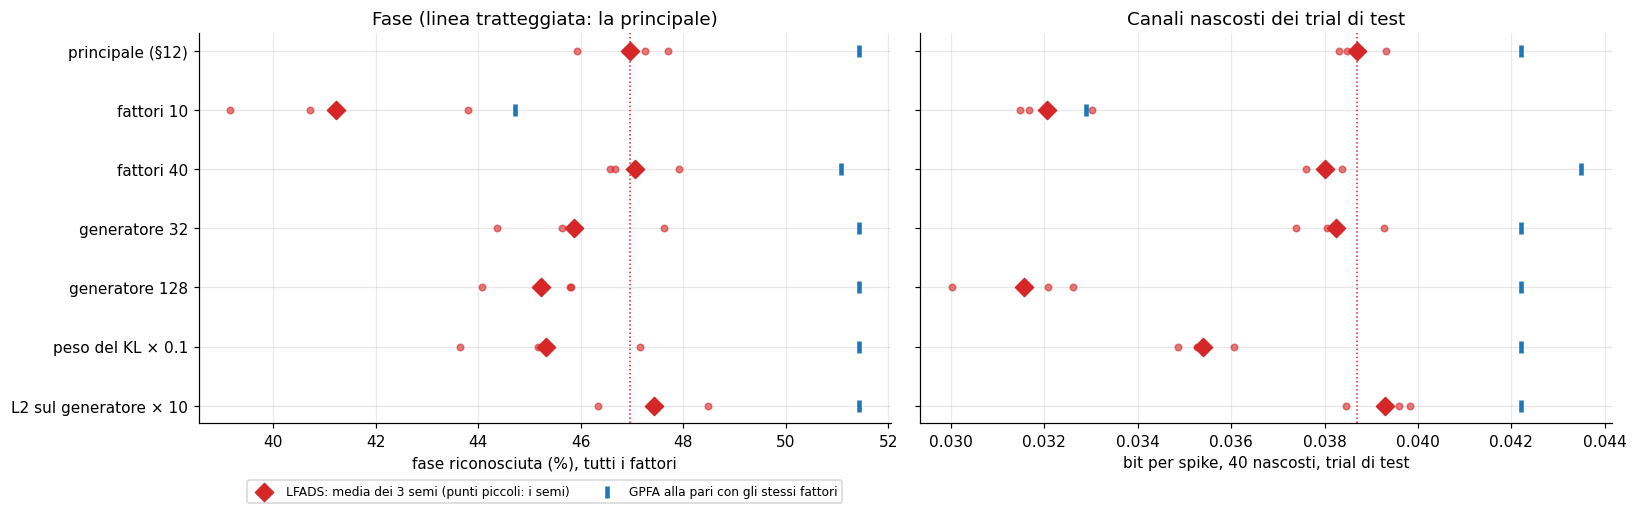 Fase (linea tratteggiata: la principale)
Canali nascosti dei trial di test
principale (§12)
fattori 10
fattori 40
generatore 32
generatore 128
peso del KL × 0.1
L2 sul generatore × 10
40 42 44 46 48 50 52
0.030 0.032 0.034 0.036 0.038 0.040 0.042 0.044
fase riconosciuta (%), tutti i fattori
bit per spike, 40 nascosti, trial di test
LFADS: media dei 3 semi (punti piccoli: i semi)
GPFA alla pari con gli stessi fattori